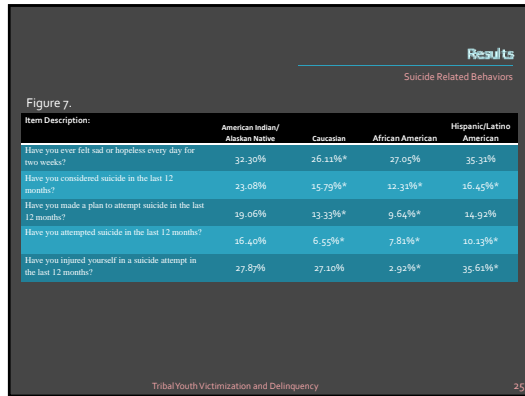 Results
Suicide Related Behaviors
Figure 7.
Item Description:
American Indian/
Alaskan Native
Caucasian
African American
Hispanic/Latino
American
Have you ever felt sad or hopeless every day for
two weeks?
32.30% 26.11%* 27.05% 35.31%
Have you considered suicide in the last 12
months?
23.08% 15.79%* 12.31%* 16.45%*
Have you made a plan to attempt suicide in the last
12 months?
19.06% 13.33%* 9.64%* 14.92%
Have you attempted suicide in the last 12 months?
16.40% 6.55%* 7.81%* 10.13%*
Have you injured yourself in a suicide attempt in
the last 12 months?
27.87% 27.10% 2.92%* 35.61%*
Tribal Youth Victimization and Delinquency 25